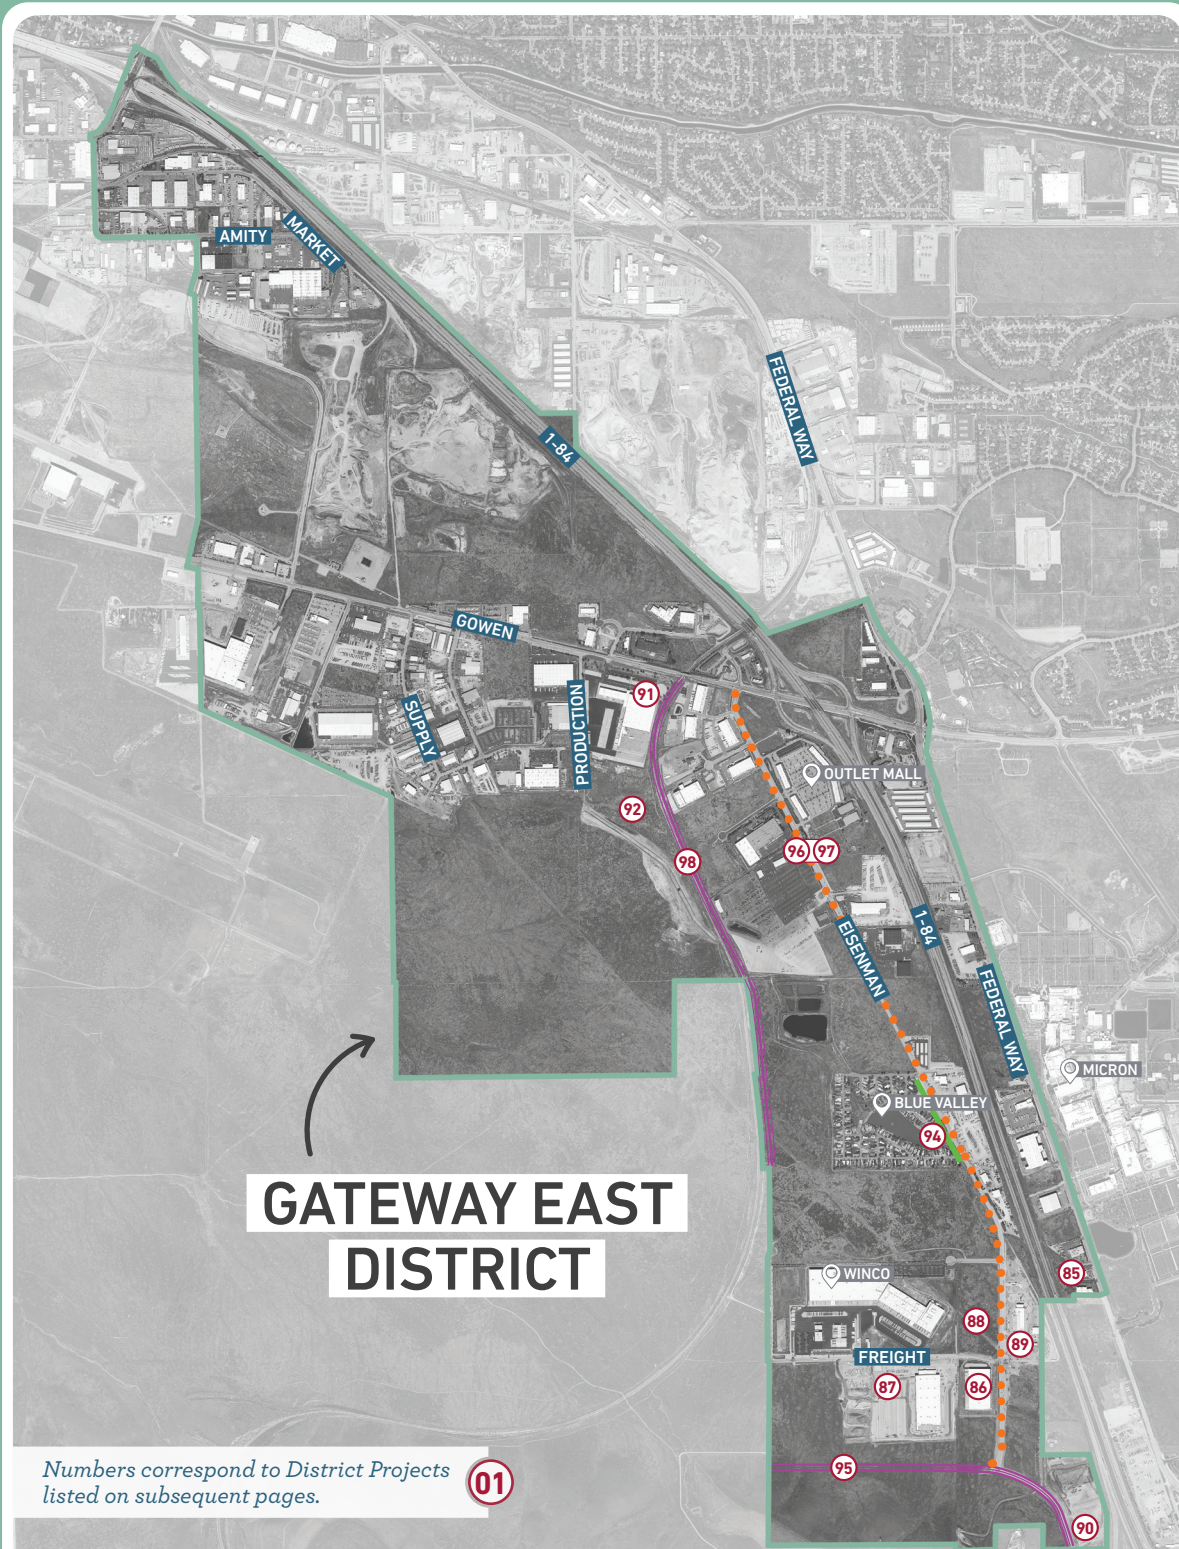 AMITY
MARKET
FEDERAL WAY
1-84
GOWEN
SUPPLY
PRODUCTION
91
OUTLET MALL
92
96
97
98
EISENMAN
1-84
FEDERAL WAY
MICRON
BLUE VALLEY
94
GATEWAY EAST
DISTRICT
WINCO
85
88
89
FREIGHT
87
86
95
Numbers correspond to District Projects
listed on subsequent pages.
01
90